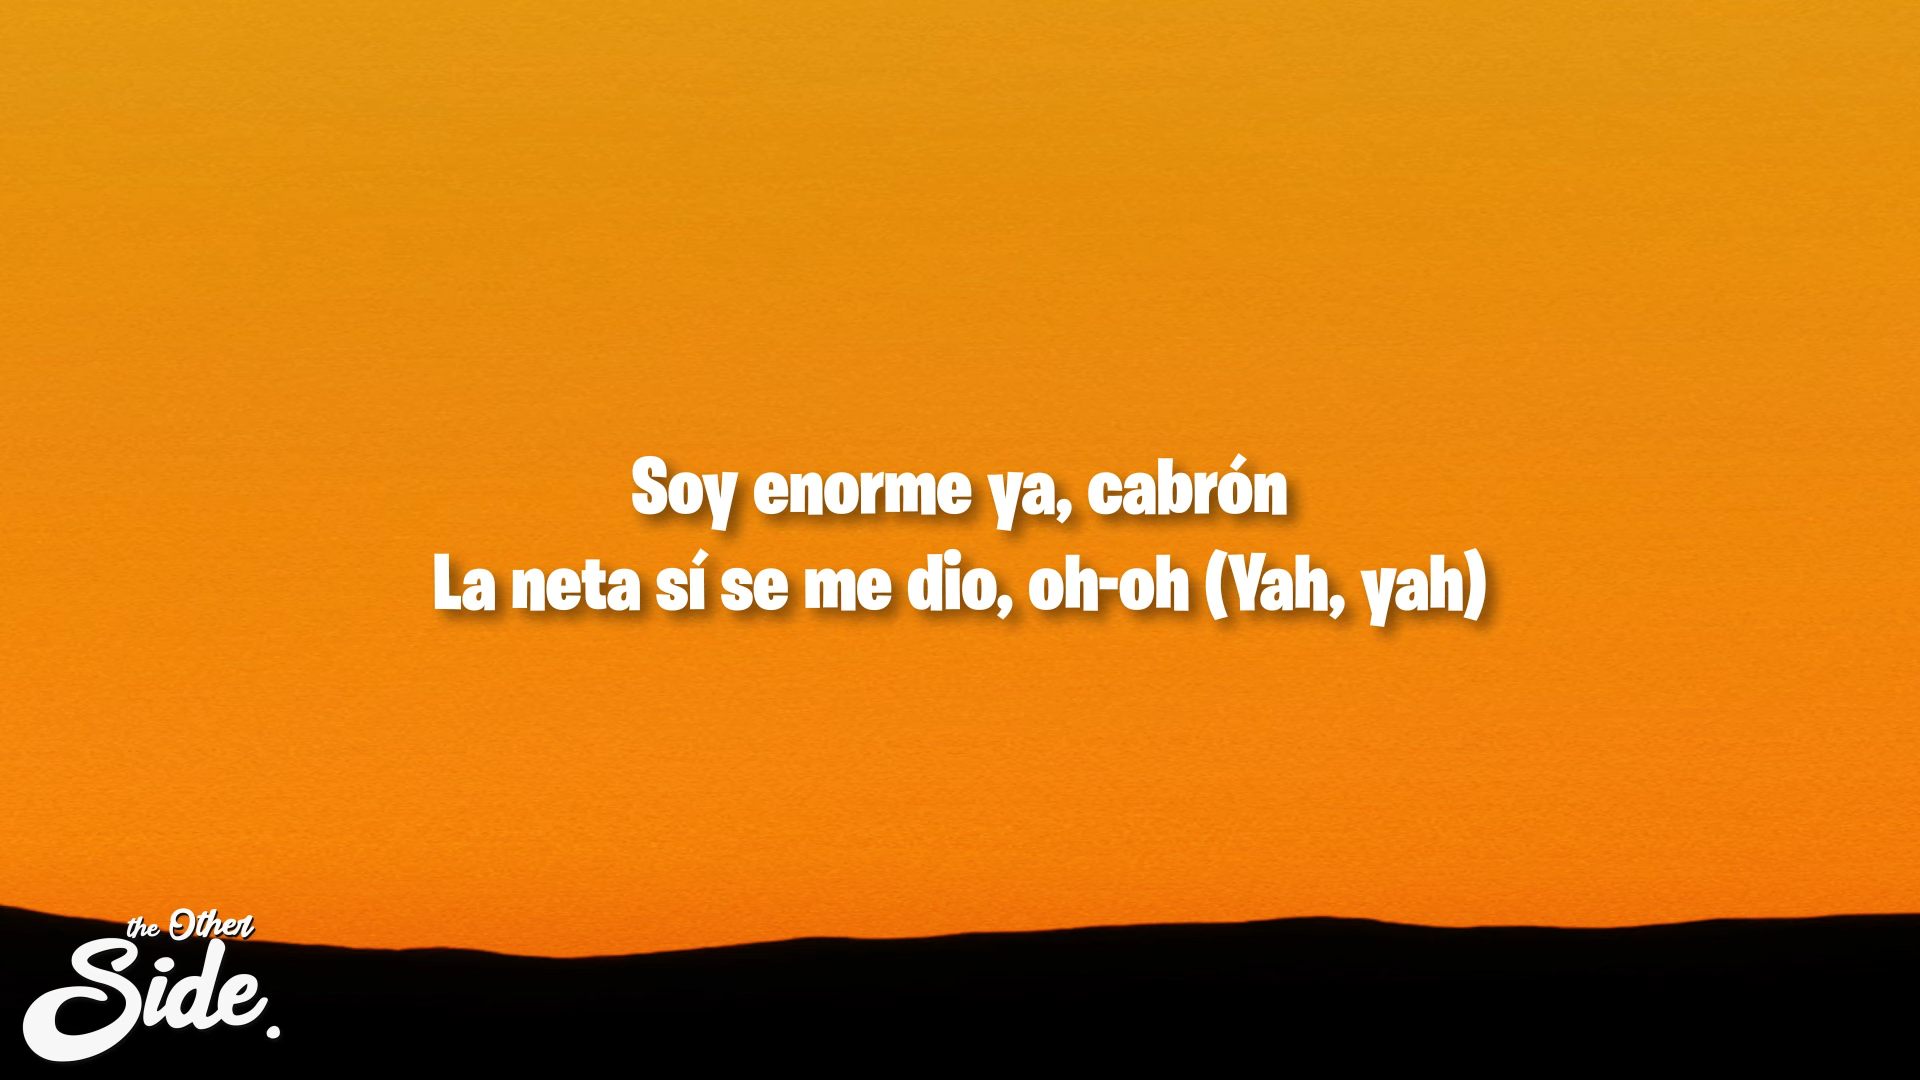 Soy enorme ya, cabrón
La neta sí se me dio, oh-oh (Yah, yah)
the Other
Side.